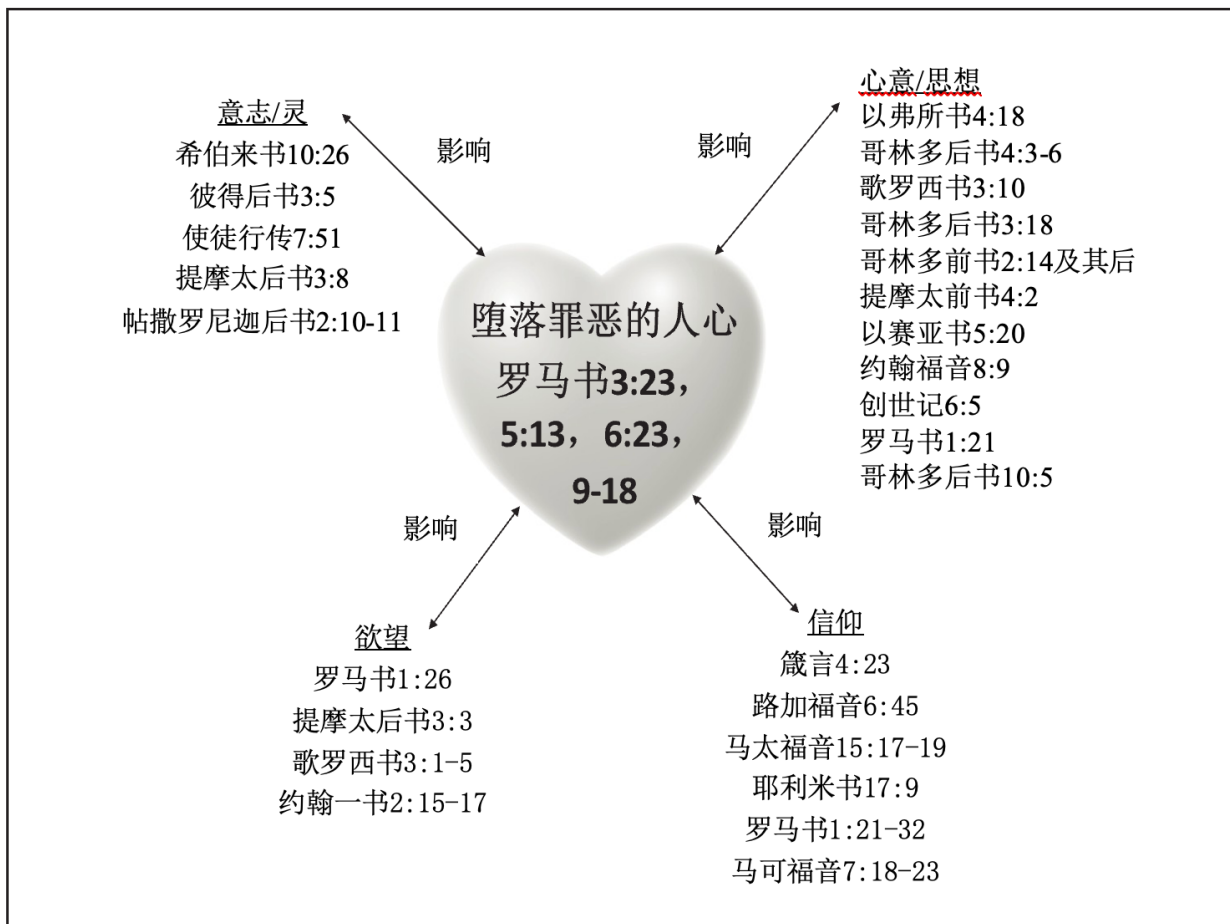 意志/灵
希伯来书10:26
彼得后书3:5
使徒行传7:51
提摩太后书3:8
帖撒罗尼迦后书2:10-11
影响
影响
心意/思想
以弗所书4:18
哥林多后书4:3-6
歌罗西书3:10
哥林多后书3:18
哥林多前书2:14及其后
提摩太前书4:2
以赛亚书5:20
约翰福音8:9
创世记6:5
罗马书1:21
哥林多后书10:5
堕落罪恶的人心
罗马书3:23，
5:13，6:23，
9-18
影响
影响
欲望
罗马书1:26
提摩太后书3:3
歌罗西书3:1-5
约翰一书2:15-17
信仰
箴言4:23
路加福音6:45
马太福音15:17-19
耶利米书17:9
罗马书1:21-32
马可福音7:18-23